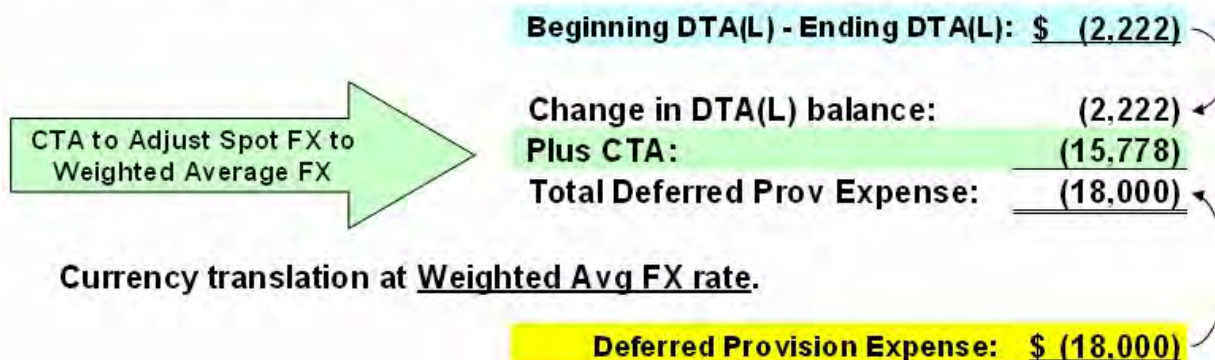 Beginning DTA(L) - Ending DTA(L): $ (2,222)
CTA to Adjust Spot FX to
Weighted Average FX
Change in DTA(L) balance: (2,222)
Plus CTA: (15,778)
Total Deferred Prov Expense: (18,000)
Currency translation at Weighted Avg FX rate.
Deferred Provision Expense: $ (18,000)